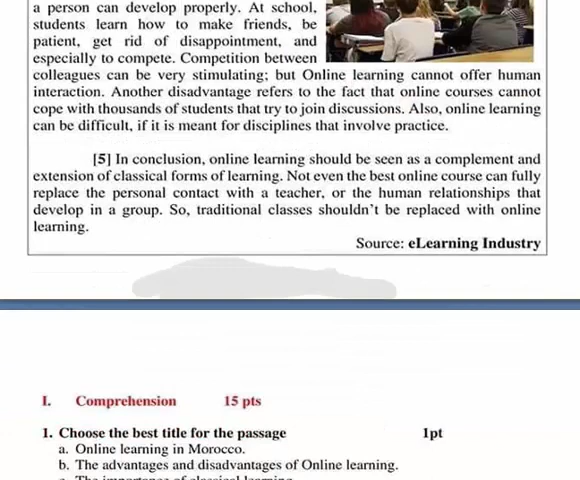 a person can develop properly. At school,
students learn how to make friends, be
patient, get rid of disappointment, and
especially to compete. Competition between
colleagues can be very stimulating; but Online learning cannot offer human
interaction. Another disadvantage refers to the fact that online courses cannot
cope with thousands of students that try to join discussions. Also, online learning
can be difficult, if it is meant for disciplines that involve practice.
[5] In conclusion, online learning should be seen as a complement and
extension of classical forms of learning. Not even the best online course can fully
replace the personal contact with a teacher, or the human relationships that
develop in a group. So, traditional classes shouldn't be replaced with online
learning.
Source: eLearning Industry
I. Comprehension 15 pts
1. Choose the best title for the passage 1pt
a. Online learning in Morocco.
b. The advantages and disadvantages of Online learning.
c. The importance of classical learning.